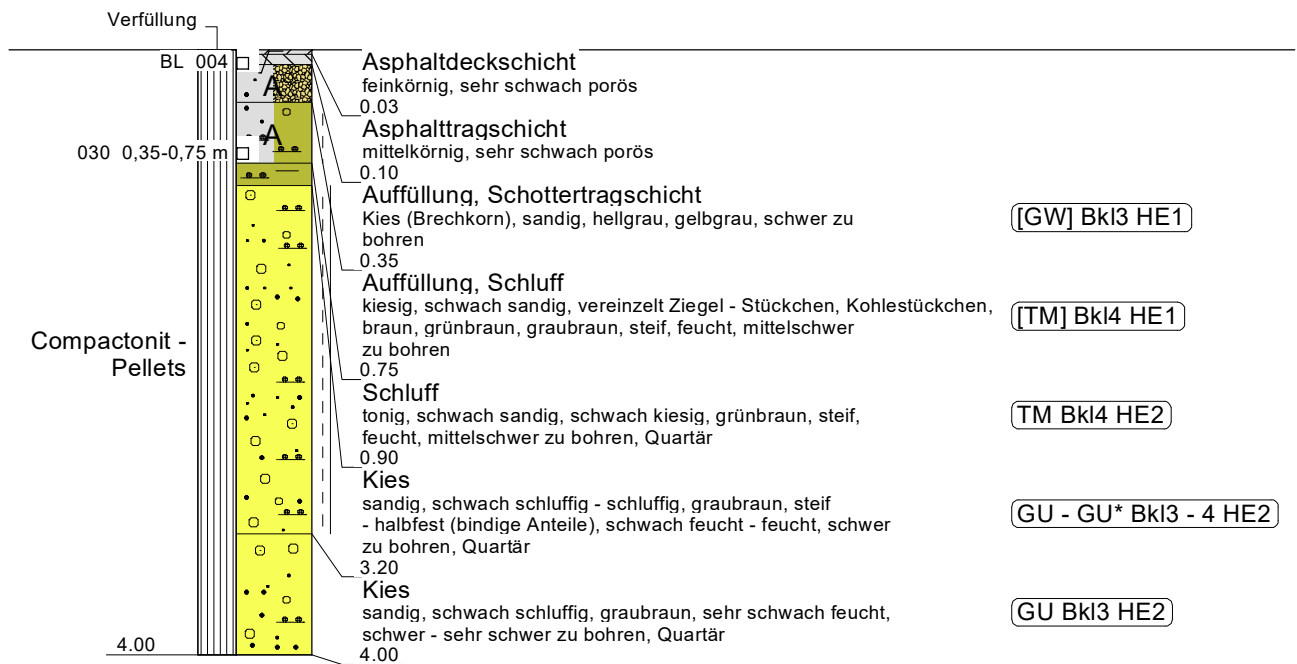 Verfüllung
BL 004
A
A
030 0,35-0,75 m
Compactonit -
Pellets
4.00
Asphaltdeckschicht
feinkörnig, sehr schwach porös
0.03
Asphalttragschicht
mittelkörnig, sehr schwach porös
0.10
Auffüllung, Schottertragschicht
Kies (Brechkorn), sandig, hellgrau, gelbgrau, schwer zu
bohren
0.35
[GW] Bkl3 HE1
Auffüllung, Schluff
kiesig, schwach sandig, vereinzelt Ziegel - Stückchen, Kohlestückchen,
braun, grünbraun, graubraun, steif, feucht, mittelschwer
zu bohren
0.75
[TM] Bkl4 HE1
Schluff
tonig, schwach sandig, schwach kiesig, grünbraun, steif,
feucht, mittelschwer zu bohren, Quartär
0.90
TM Bkl4 HE2
Kies
sandig, schwach schluffig - schluffig, graubraun, steif
- halbfest (bindige Anteile), schwach feucht - feucht, schwer
zu bohren, Quartär
3.20
GU - GU* Bkl3 - 4 HE2
Kies
sandig, schwach schluffig, graubraun, sehr schwach feucht,
schwer - sehr schwer zu bohren, Quartär
4.00
GU Bkl3 HE2